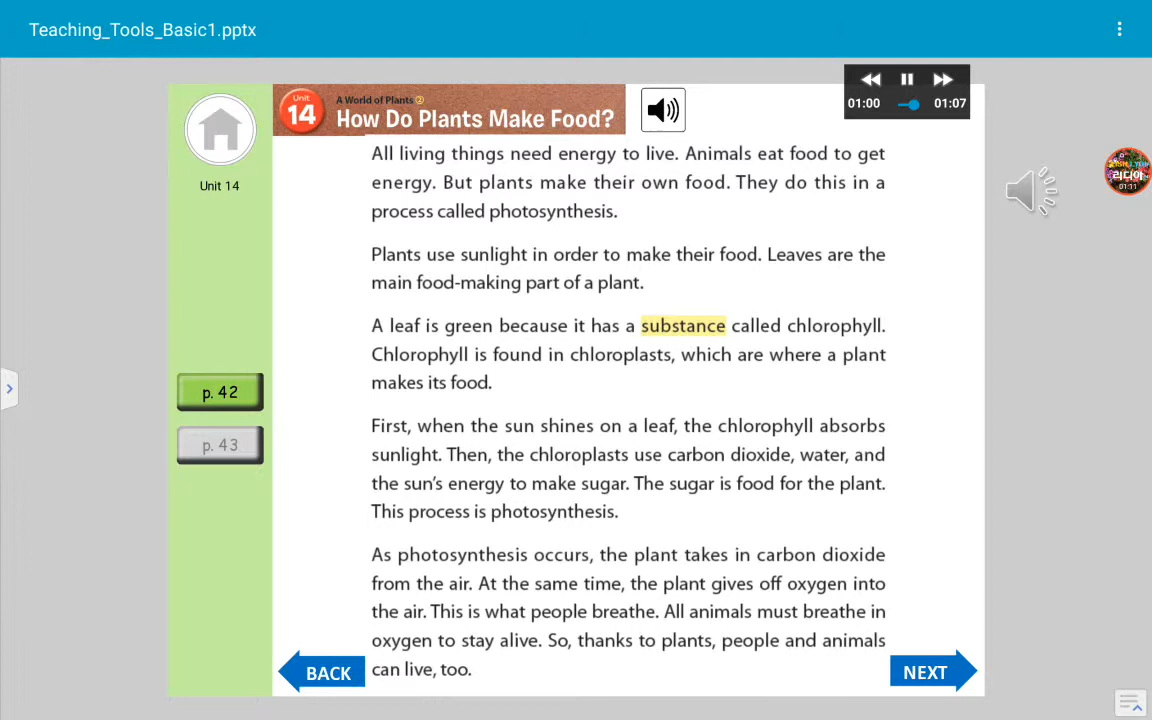 Teaching_Tools_Basic1.pptx
01:00
01:07
Unit
14
A World of Plants ②
How Do Plants Make Food?
Unit 14
01:11
All living things need energy to live. Animals eat food to get
energy. But plants make their own food. They do this in a
process called photosynthesis.
Plants use sunlight in order to make their food. Leaves are the
main food-making part of a plant.
A leaf is green because it has a substance called chlorophyll.
Chlorophyll is found in chloroplasts, which are where a plant
makes its food.
p. 42
p. 43
First, when the sun shines on a leaf, the chlorophyll absorbs
sunlight. Then, the chloroplasts use carbon dioxide, water, and
the sun's energy to make sugar. The sugar is food for the plant.
This process is photosynthesis.
As photosynthesis occurs, the plant takes in carbon dioxide
from the air. At the same time, the plant gives off oxygen into
the air. This is what people breathe. All animals must breathe in
oxygen to stay alive. So, thanks to plants, people and animals
can live, too.
BACK
NEXT